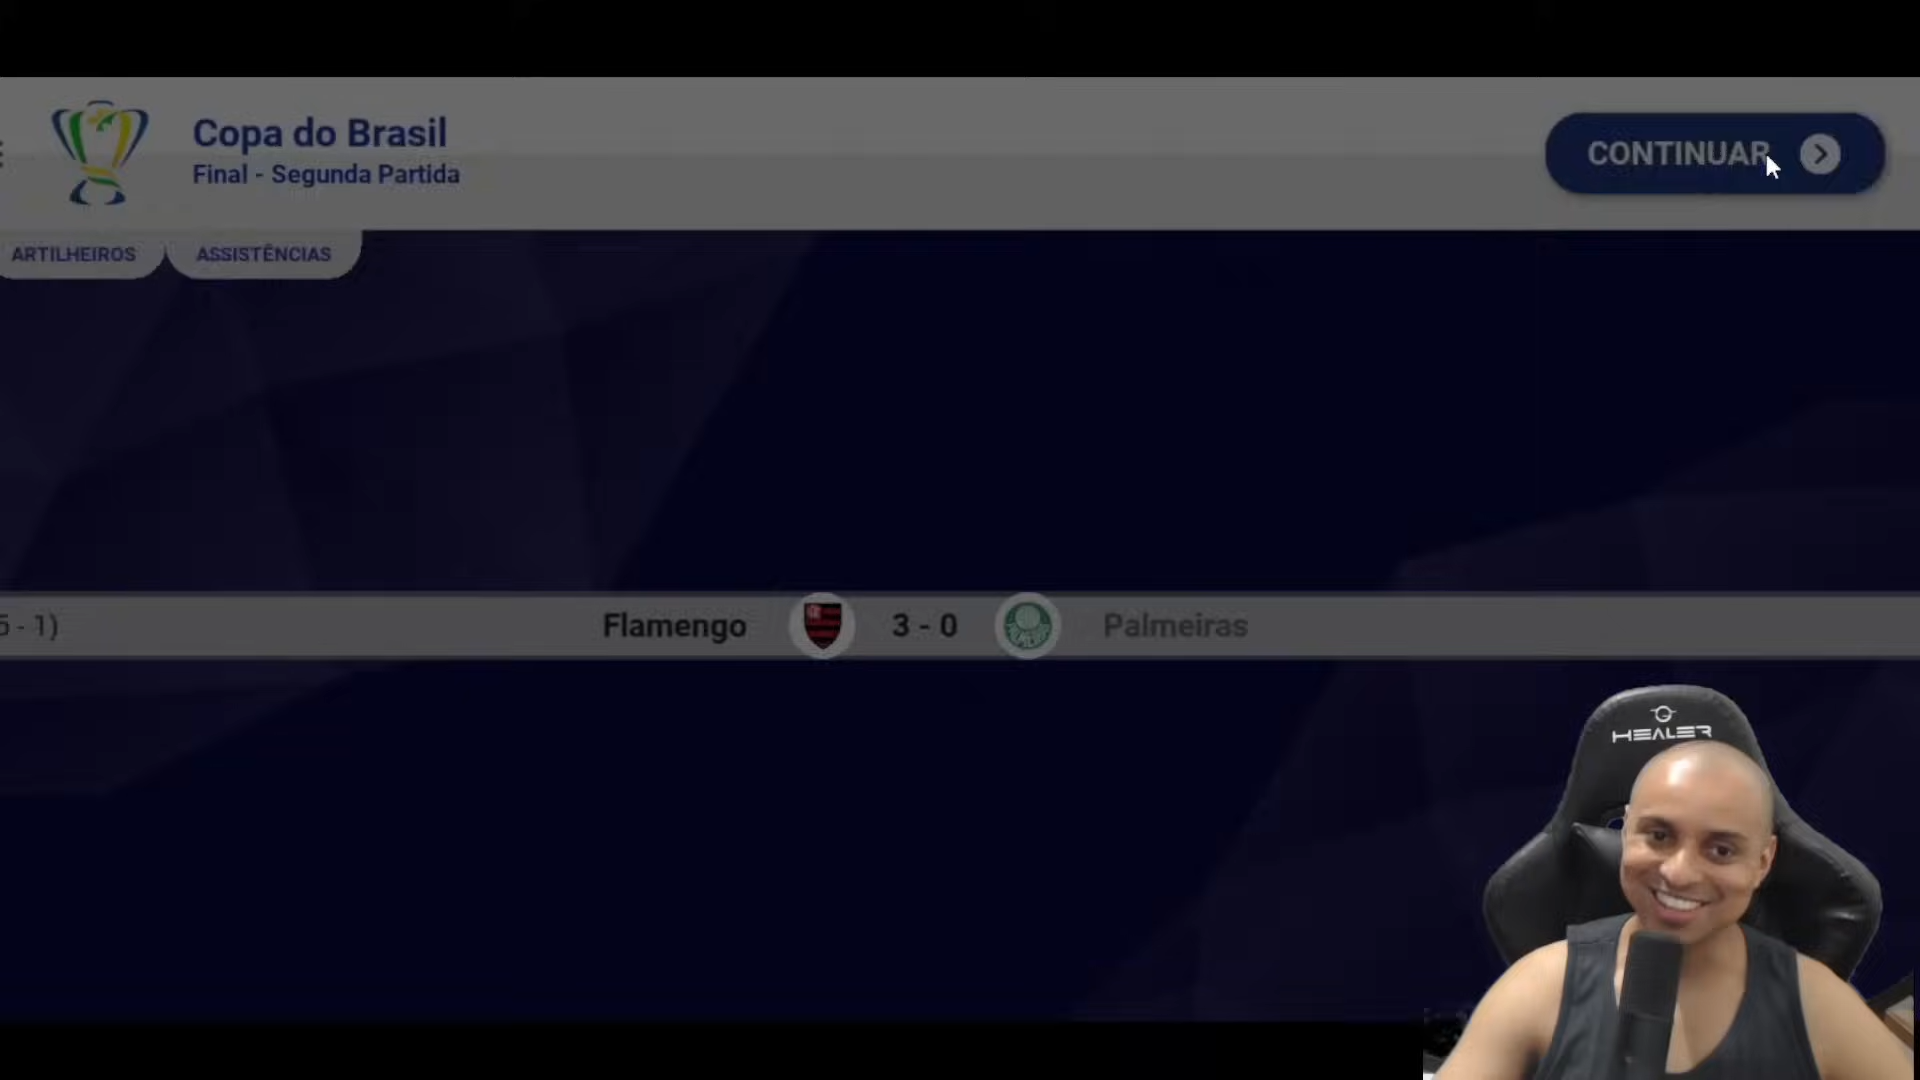 Copa do Brasil
Final - Segunda Partida
CONTINUAR
ARTILHEIROS
ASSISTÊNCIAS
5 - 1)
Flamengo
3 - 0
Palmeiras
HEALER